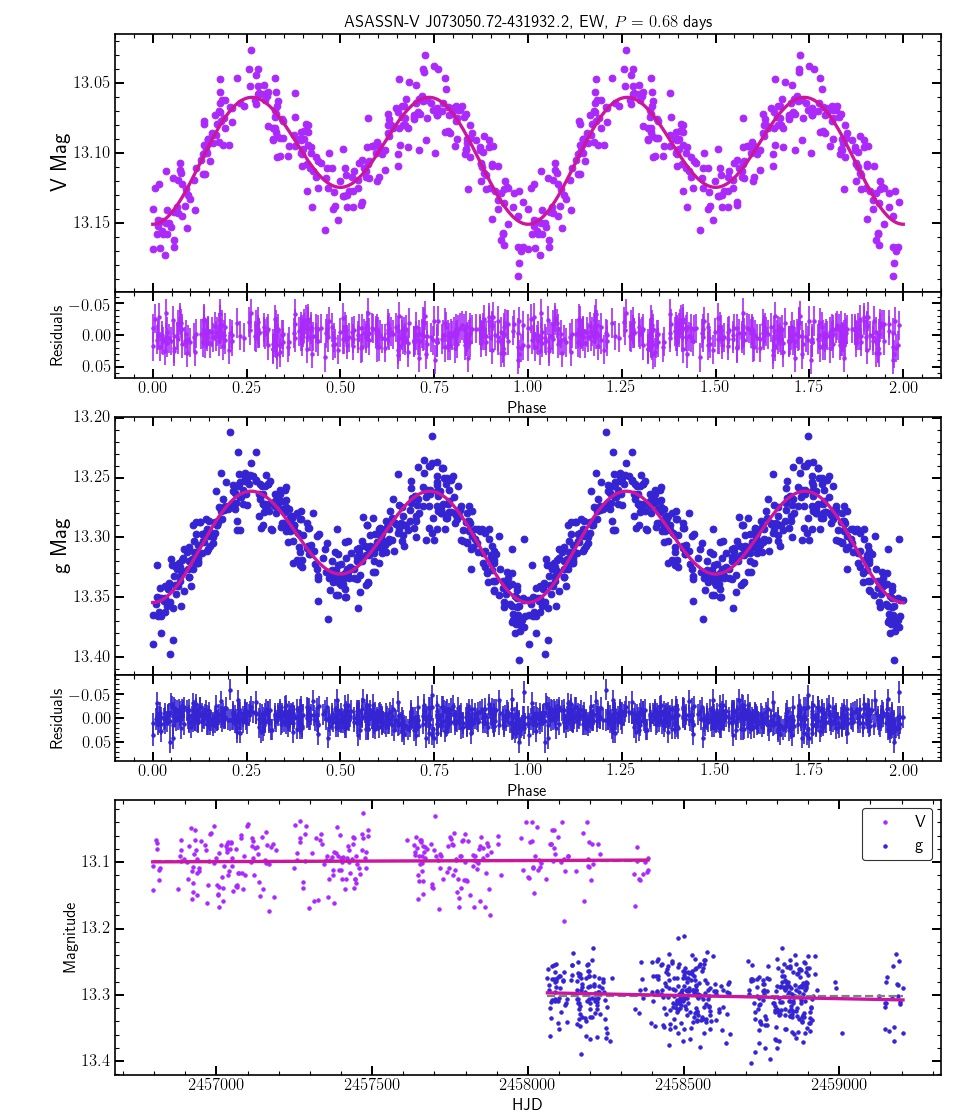 ASASSN-V J073050.72-431932.2, EW, P = 0.68 days
V Mag
13.05
13.10
13.15
Residuals
−0.05
0.00
0.05
0.00 0.25 0.50 0.75 1.00 1.25 1.50 1.75 2.00
Phase
g Mag
13.20
13.25
13.30
13.35
13.40
Residuals
−0.05
0.00
0.05
0.00 0.25 0.50 0.75 1.00 1.25 1.50 1.75 2.00
Phase
Magnitude
13.1
13.2
13.3
13.4
V
g
2457000 2457500 2458000 2458500 2459000
HJD